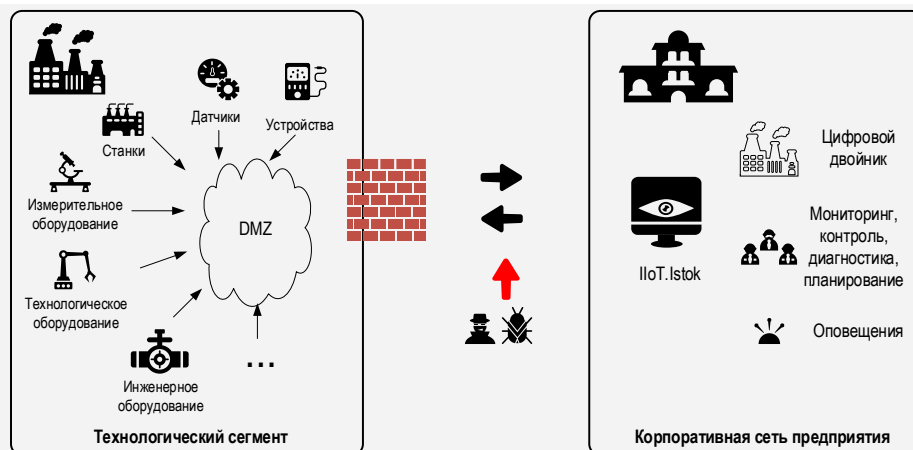 Датчики
Устройства
Станки
Измерительное
оборудование
DMZ
Технологическое
оборудование
Инженерное
оборудование
...
Технологический сегмент
Цифровой
двойник
IIoT.Istok
Мониторинг,
контроль,
диагностика,
планирование
Оповещения
Корпоративная сеть предприятия